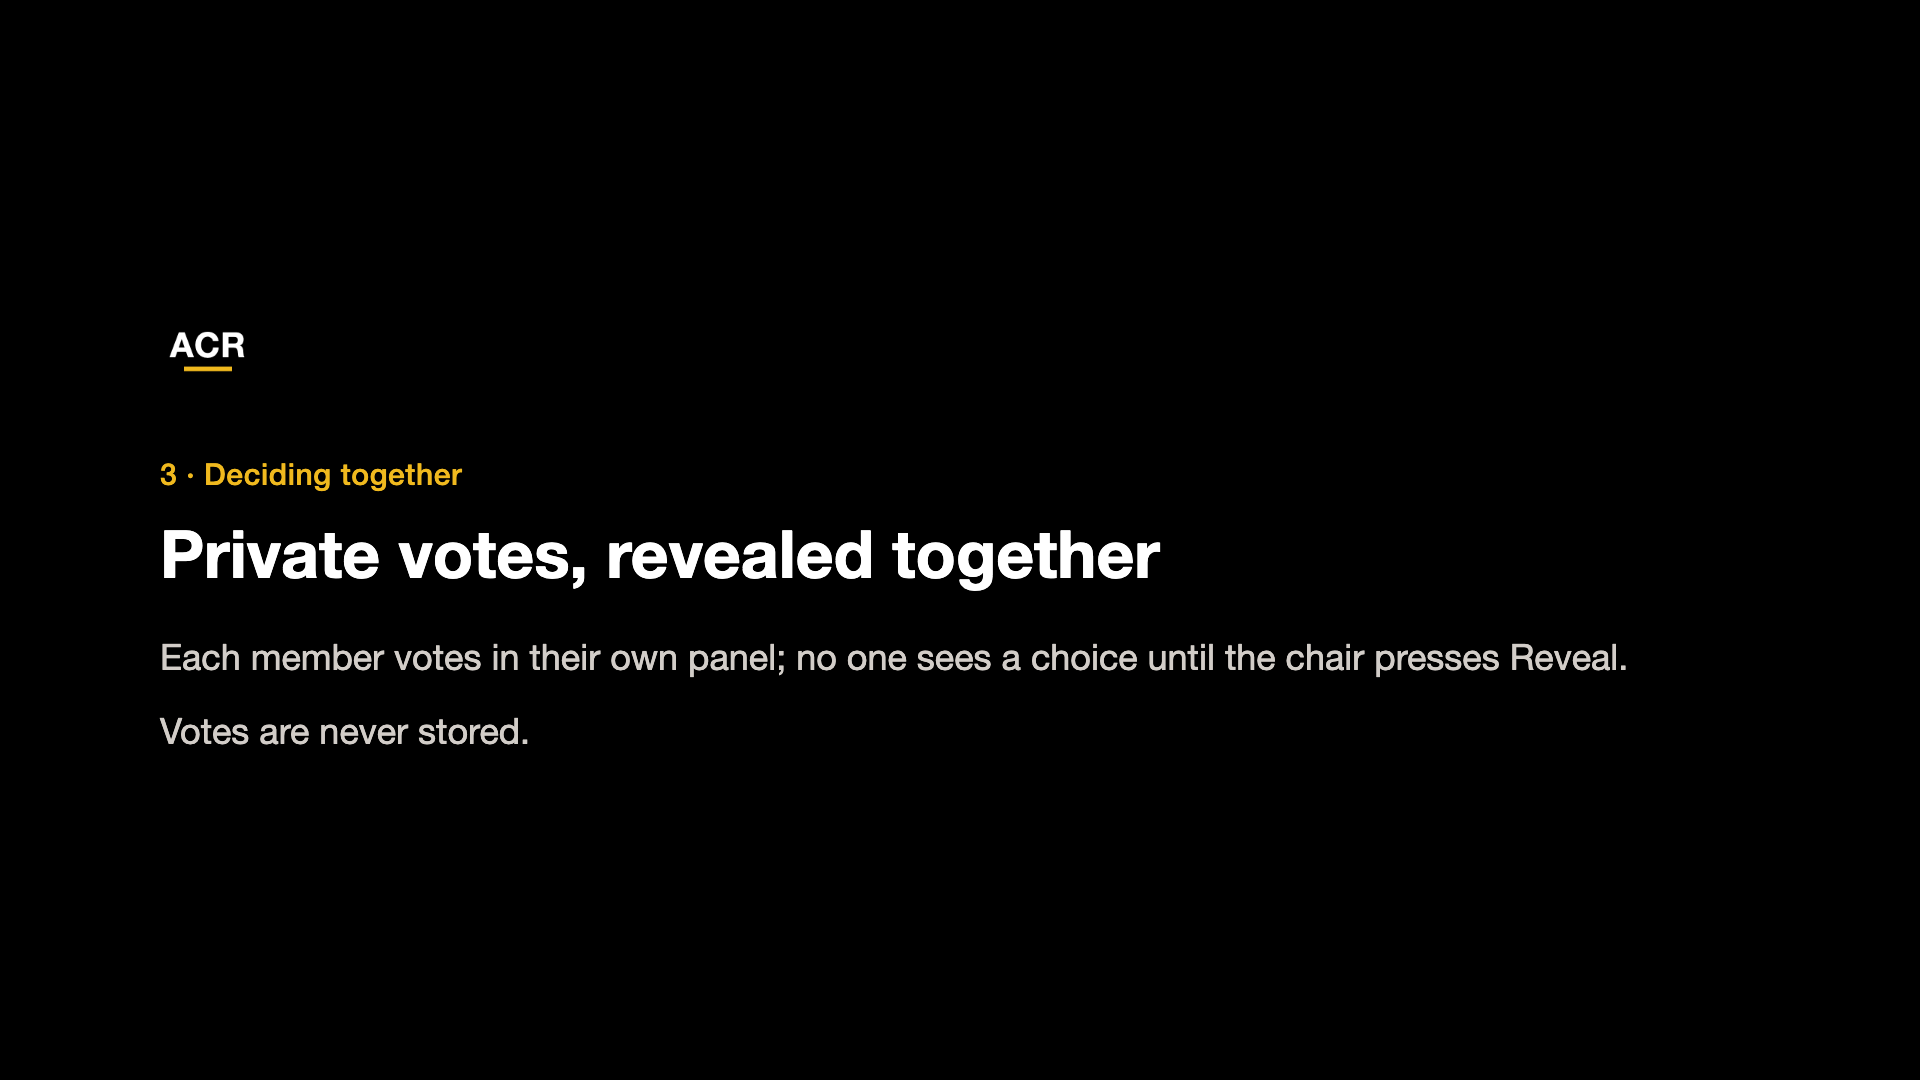 ACR
3 · Deciding together
Private votes, revealed together
Each member votes in their own panel; no one sees a choice until the chair presses Reveal.
Votes are never stored.